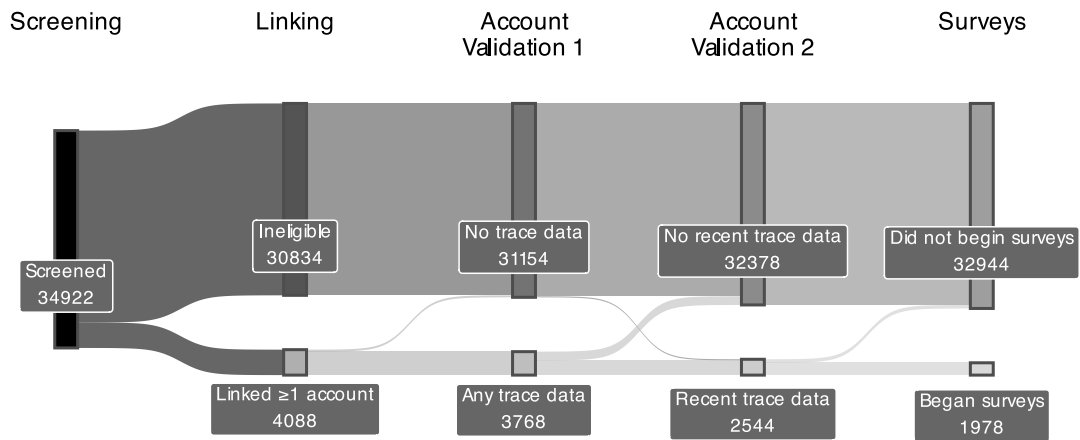 Screening
Linking
Account
Validation 1
Account
Validation 2
Surveys
Screened
34922
Ineligible
30834
No trace data
31154
No recent trace data
32378
Did not begin surveys
32944
Linked ≥1 account
4088
Any trace data
3768
Recent trace data
2544
Began surveys
1978